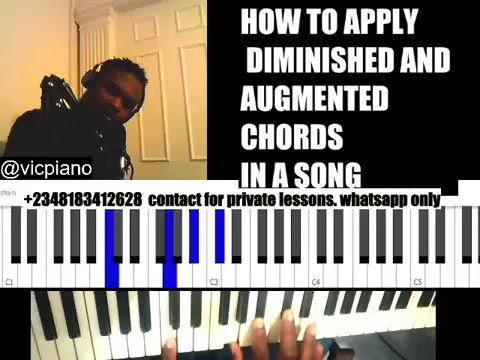 HOW TO APPLY
DIMINISHED AND
AUGMENTED
CHORDS
IN A SONG
@vicpiano
stain
+2348183412628 contact for private lessons. whatsapp only
C1
C3
C4
C5